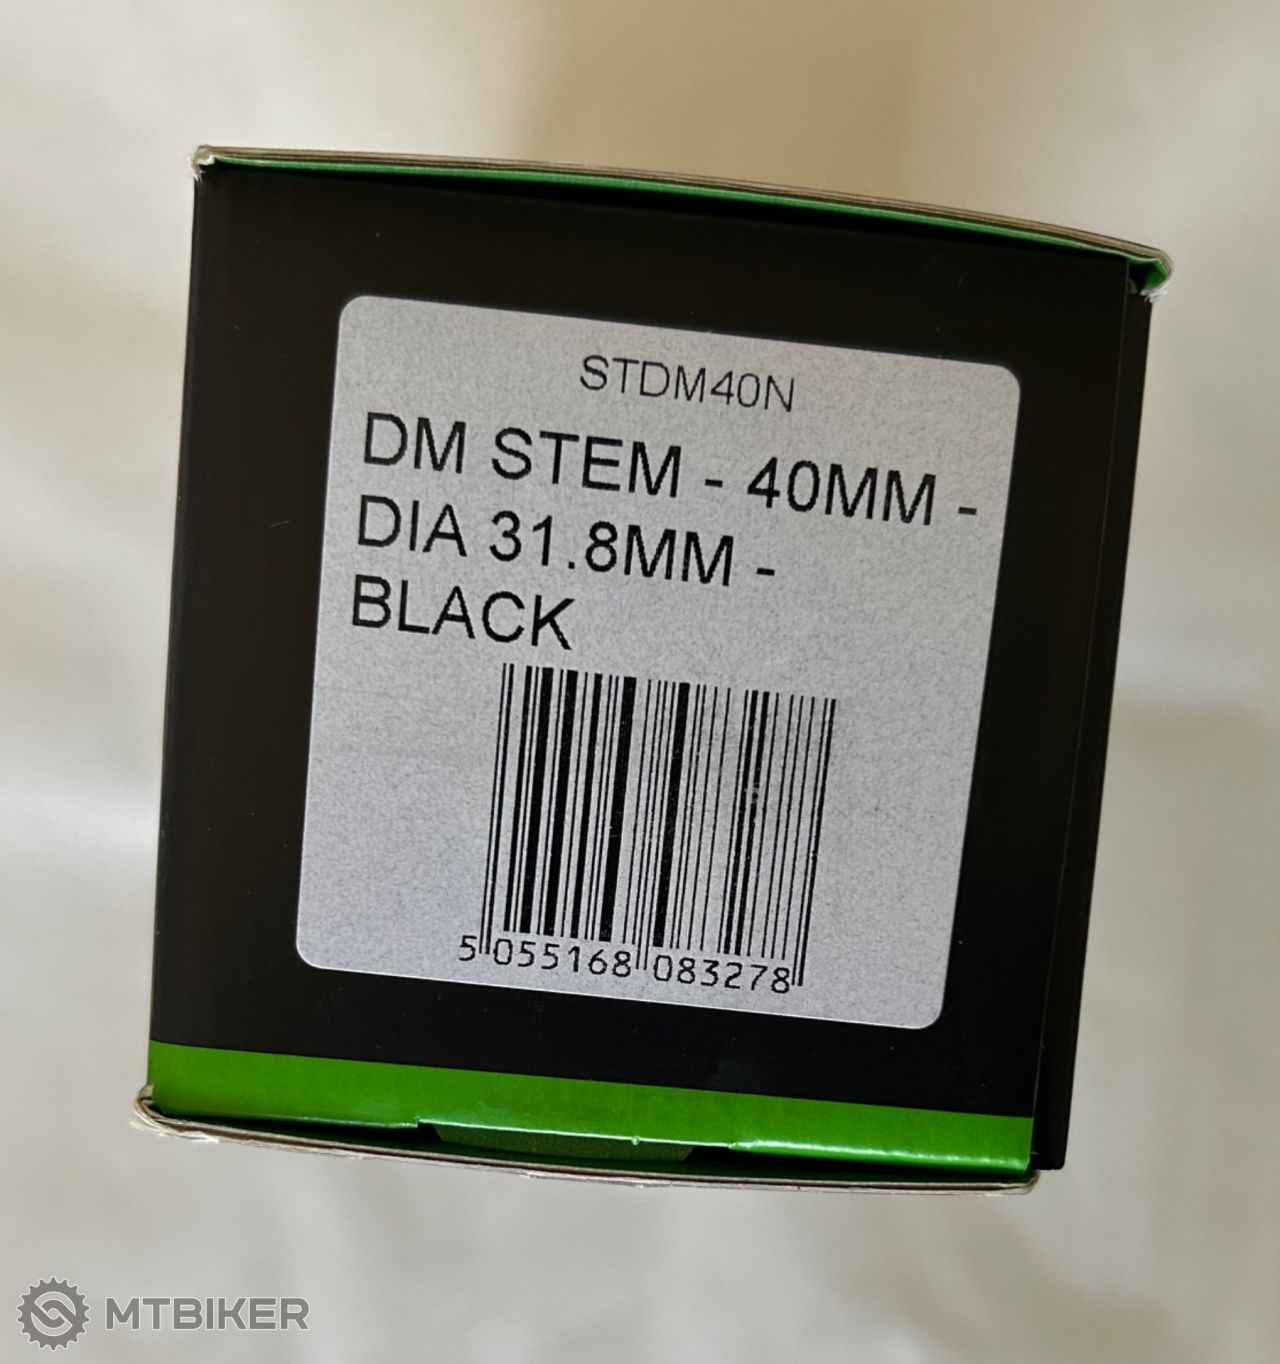 STDM40N
DM STEM - 40MM -
DIA 31.8MM -
BLACK
5 055168 083278
MTBIKER